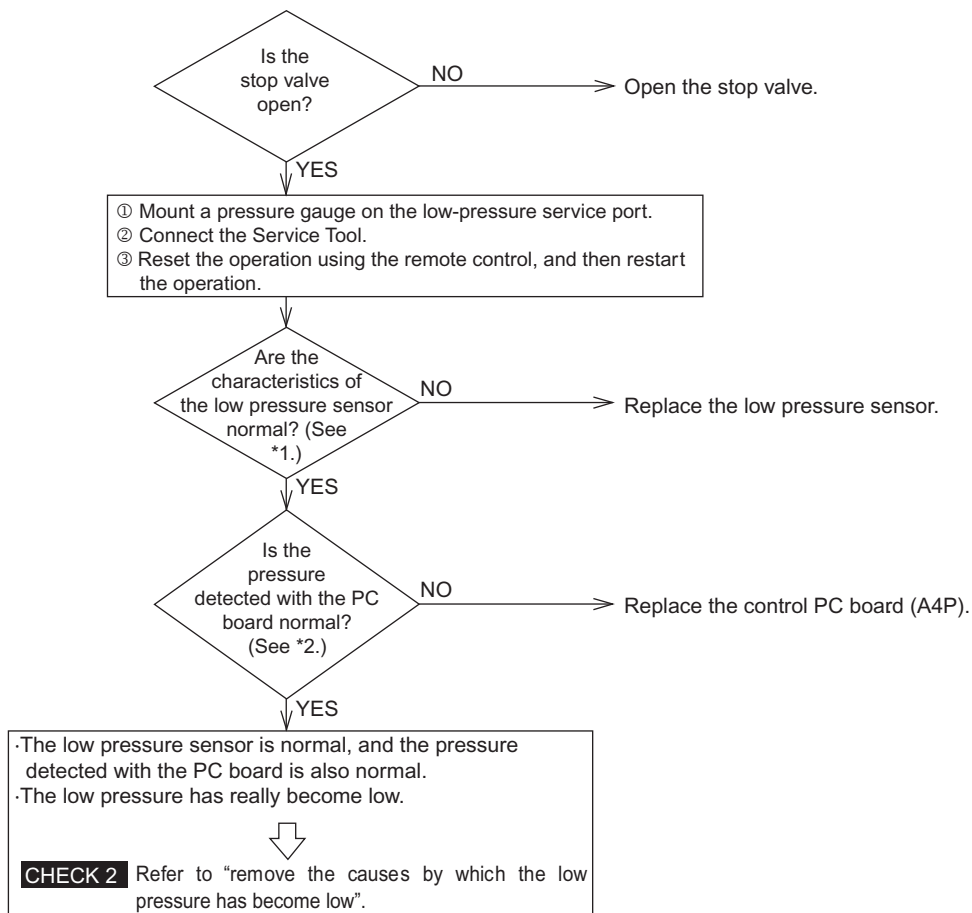 Is the
stop valve
open?
NO
Open the stop valve.
YES
① Mount a pressure gauge on the low-pressure service port.
② Connect the Service Tool.
③ Reset the operation using the remote control, and then restart
the operation.
Are the
characteristics of
the low pressure sensor
normal? (See
*1.)
NO
Replace the low pressure sensor.
YES
Is the
pressure
detected with the PC
board normal?
(See *2.)
NO
Replace the control PC board (A4P).
YES
·The low pressure sensor is normal, and the pressure
detected with the PC board is also normal.
·The low pressure has really become low.
CHECK 2 Refer to “remove the causes by which the low
pressure has become low”.